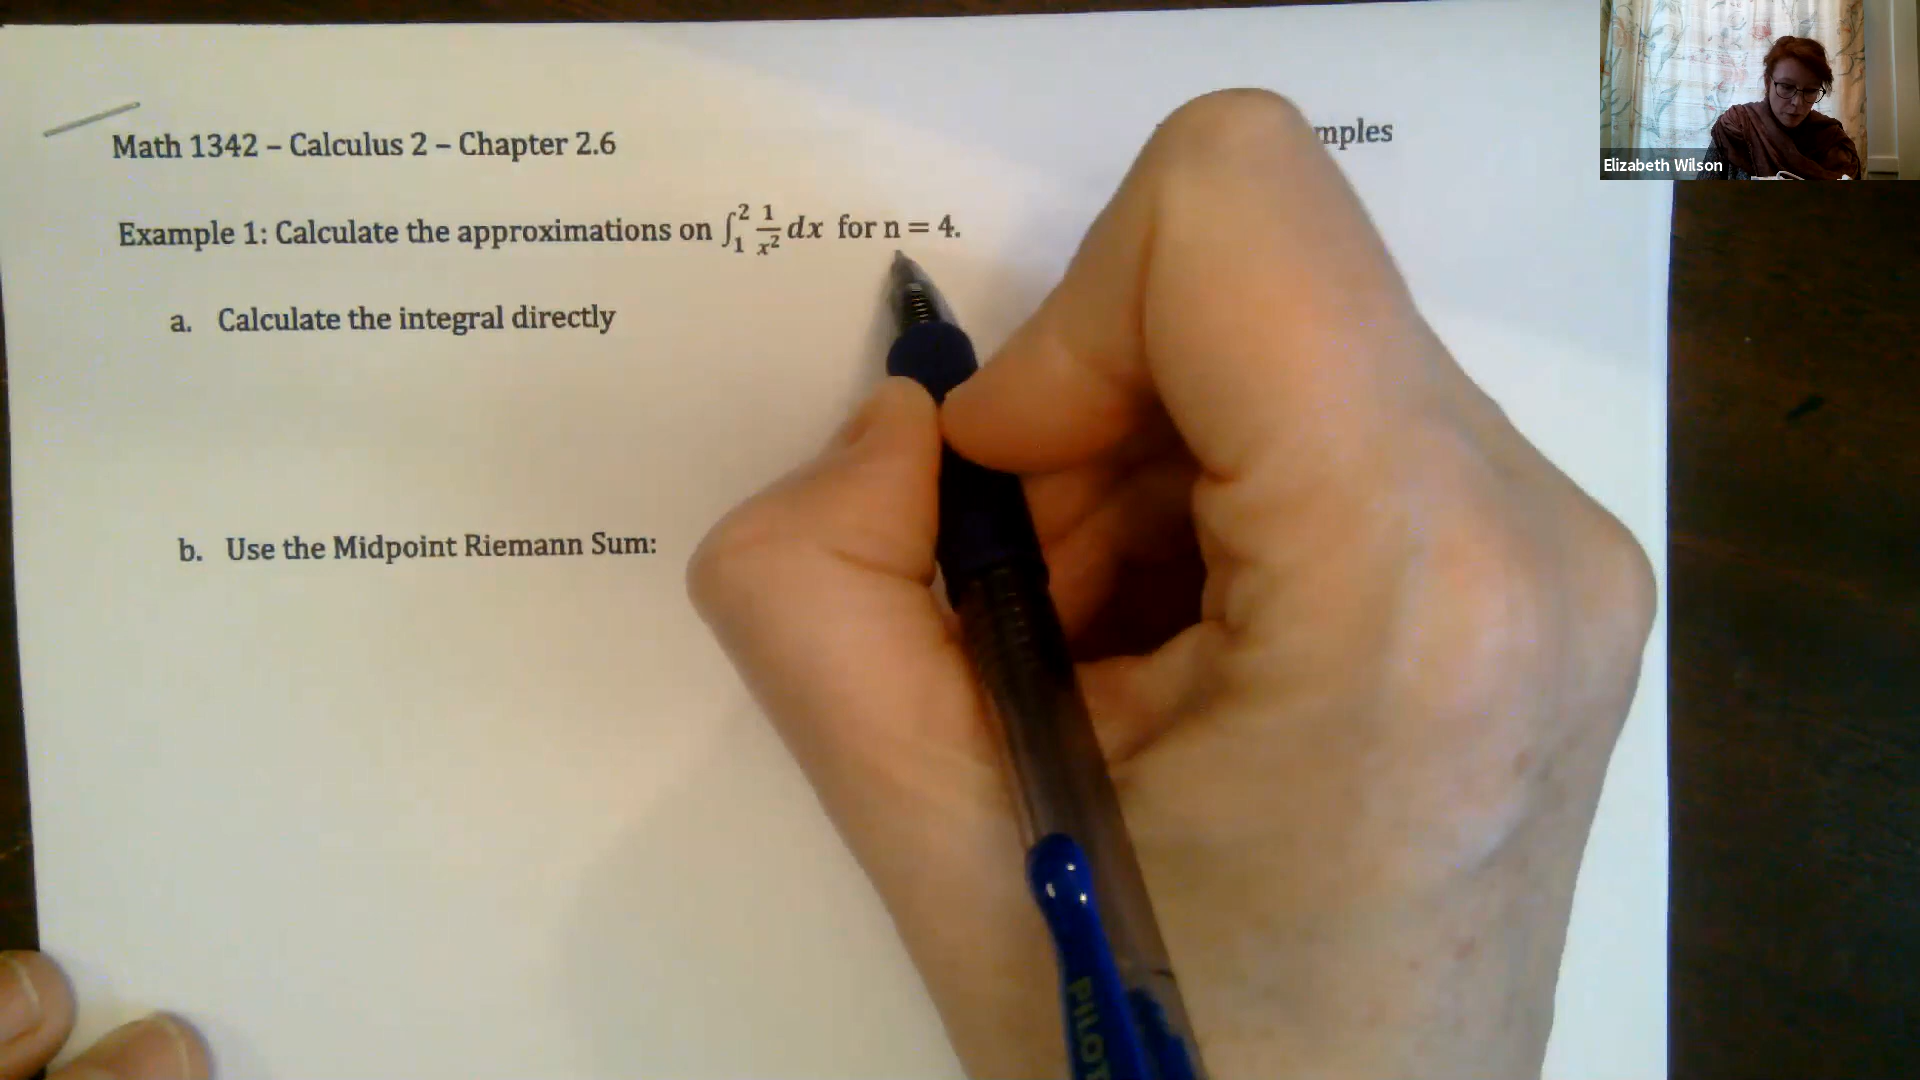 Math 1342 – Calculus 2 – Chapter 2.6
Example 1: Calculate the approximations on ∫₁² 1/x² dx for n = 4.
a. Calculate the integral directly
b. Use the Midpoint Riemann Sum:
Elizabeth Wilson
PILOT